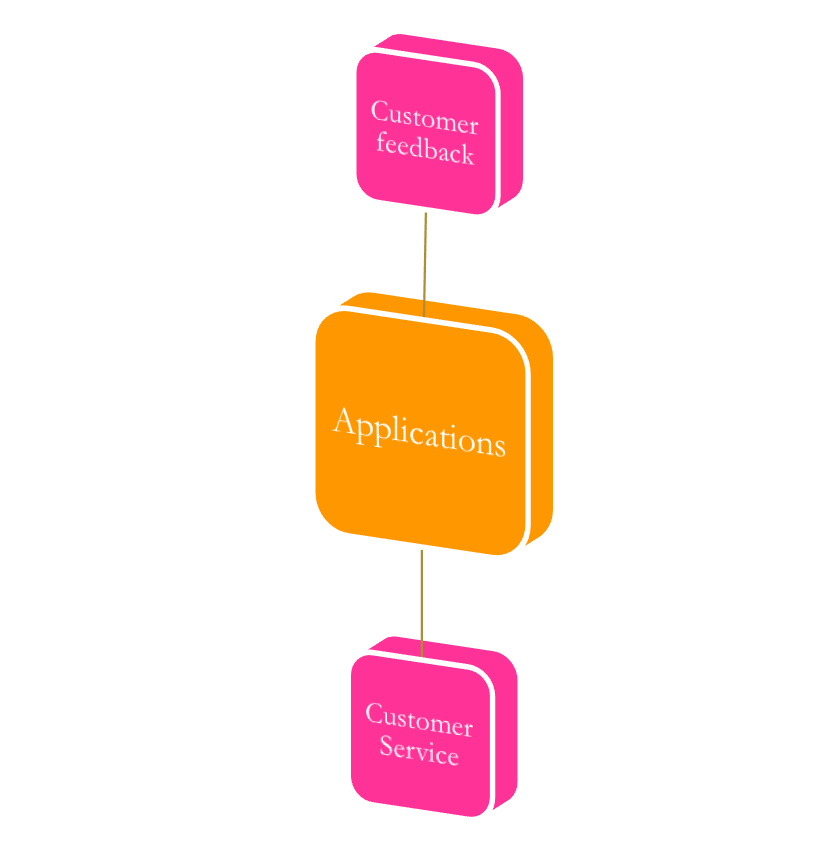 Customer
feedback
Applications
Customer
Service